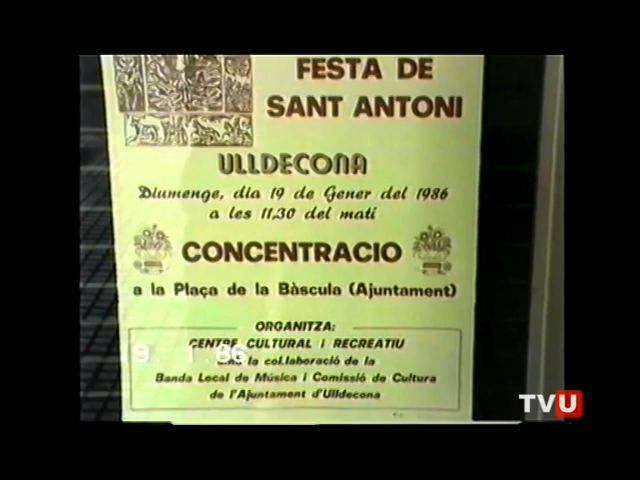 FESTA DE
SANT ANTONI
ULLDECONA
Diumenge, dia 19 de Gener del 1986
a les 11,30 del matí
CONCENTRACIO
a la Plaça de la Bàscula (Ajuntament)
ORGANITZA:
CENTRE CULTURAL i RECREATIU
amb la col.laboració de la
Banda Local de Música i Comissió de Cultura
de l'Ajuntament d'Ulldecona
9. 1.86
TVU